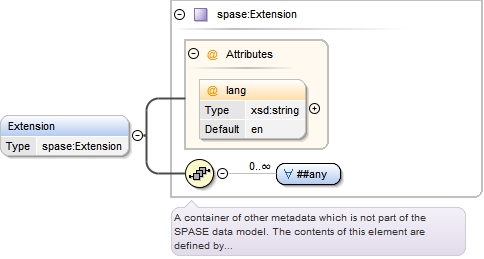 spase:Extension
@ Attributes
@ lang
Type xsd:string
Default en
Extension
Type spase:Extension
0..∞
∀ ##any
A container of other metadata which is not part of the
SPASE data model. The contents of this element are
defined by...